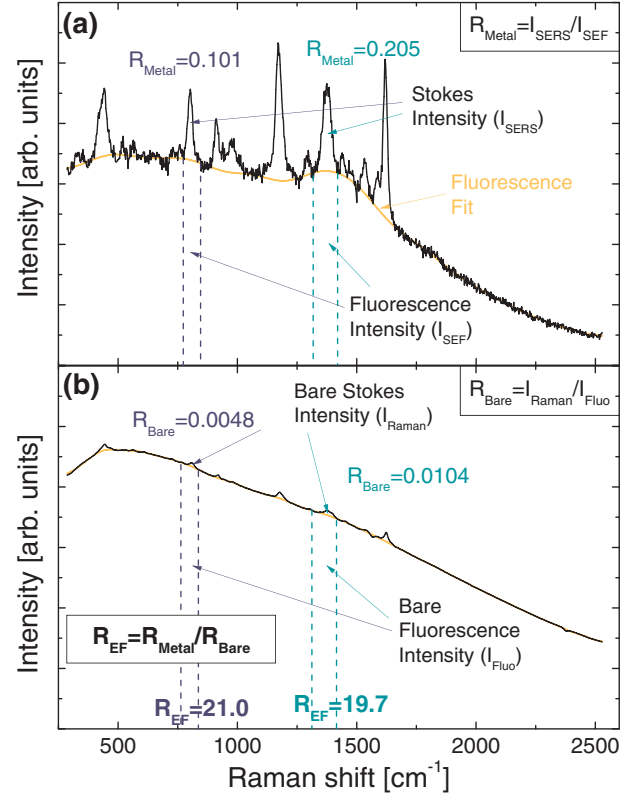 (a)
R_Metal=I_SERS/I_SEF
R_Metal=0.101
R_Metal=0.205
Stokes
Intensity (I_SERS)
Fluorescence
Fit
Fluorescence
Intensity (I_SEF)
Intensity [arb. units]
(b)
R_Bare=I_Raman/I_Fluo
Bare Stokes
Intensity (I_Raman)
R_Bare=0.0048
R_Bare=0.0104
Bare
Fluorescence
Intensity (I_Fluo)
R_EF=R_Metal/R_Bare
R_EF=21.0
R_EF=19.7
Intensity [arb. units]
500 1000 1500 2000 2500
Raman shift [cm⁻¹]